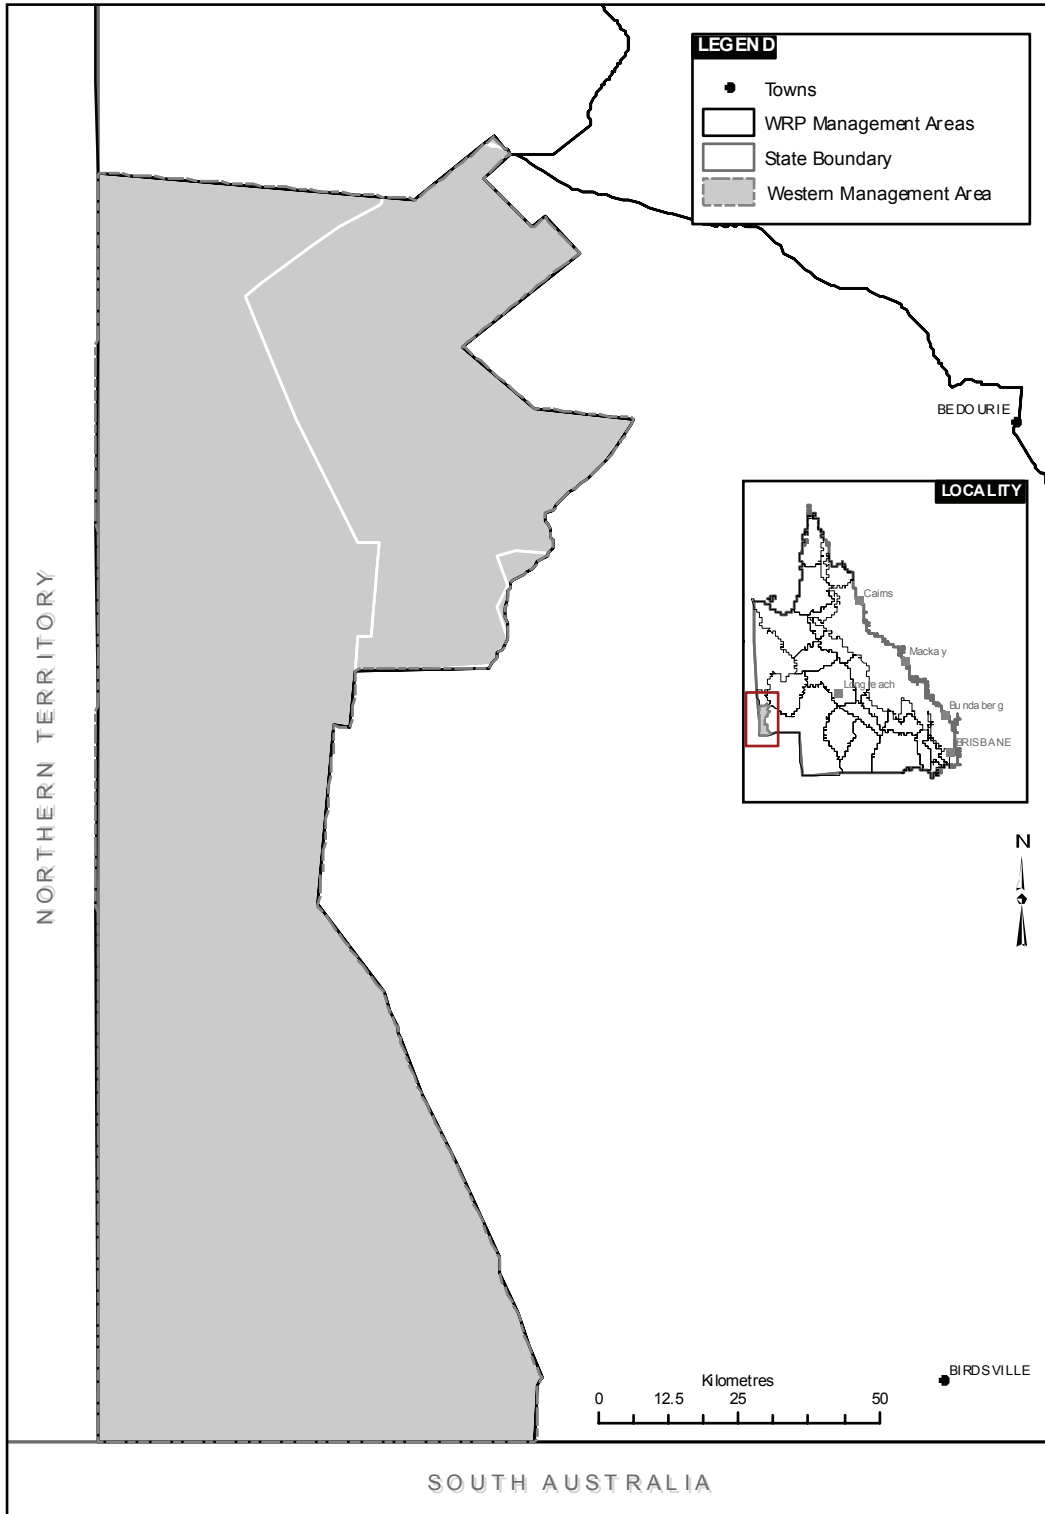 LEGEND
Towns
WRP Management Areas
State Boundary
Western Management Area
BEDOURIE
LOCALITY
Cairns
Mackay
Longreach
Bundaberg
BRISBANE
NORTHERN TERRITORY
N
BIRDSVILLE
Kilometres
0 12.5 25 50
SOUTH AUSTRALIA